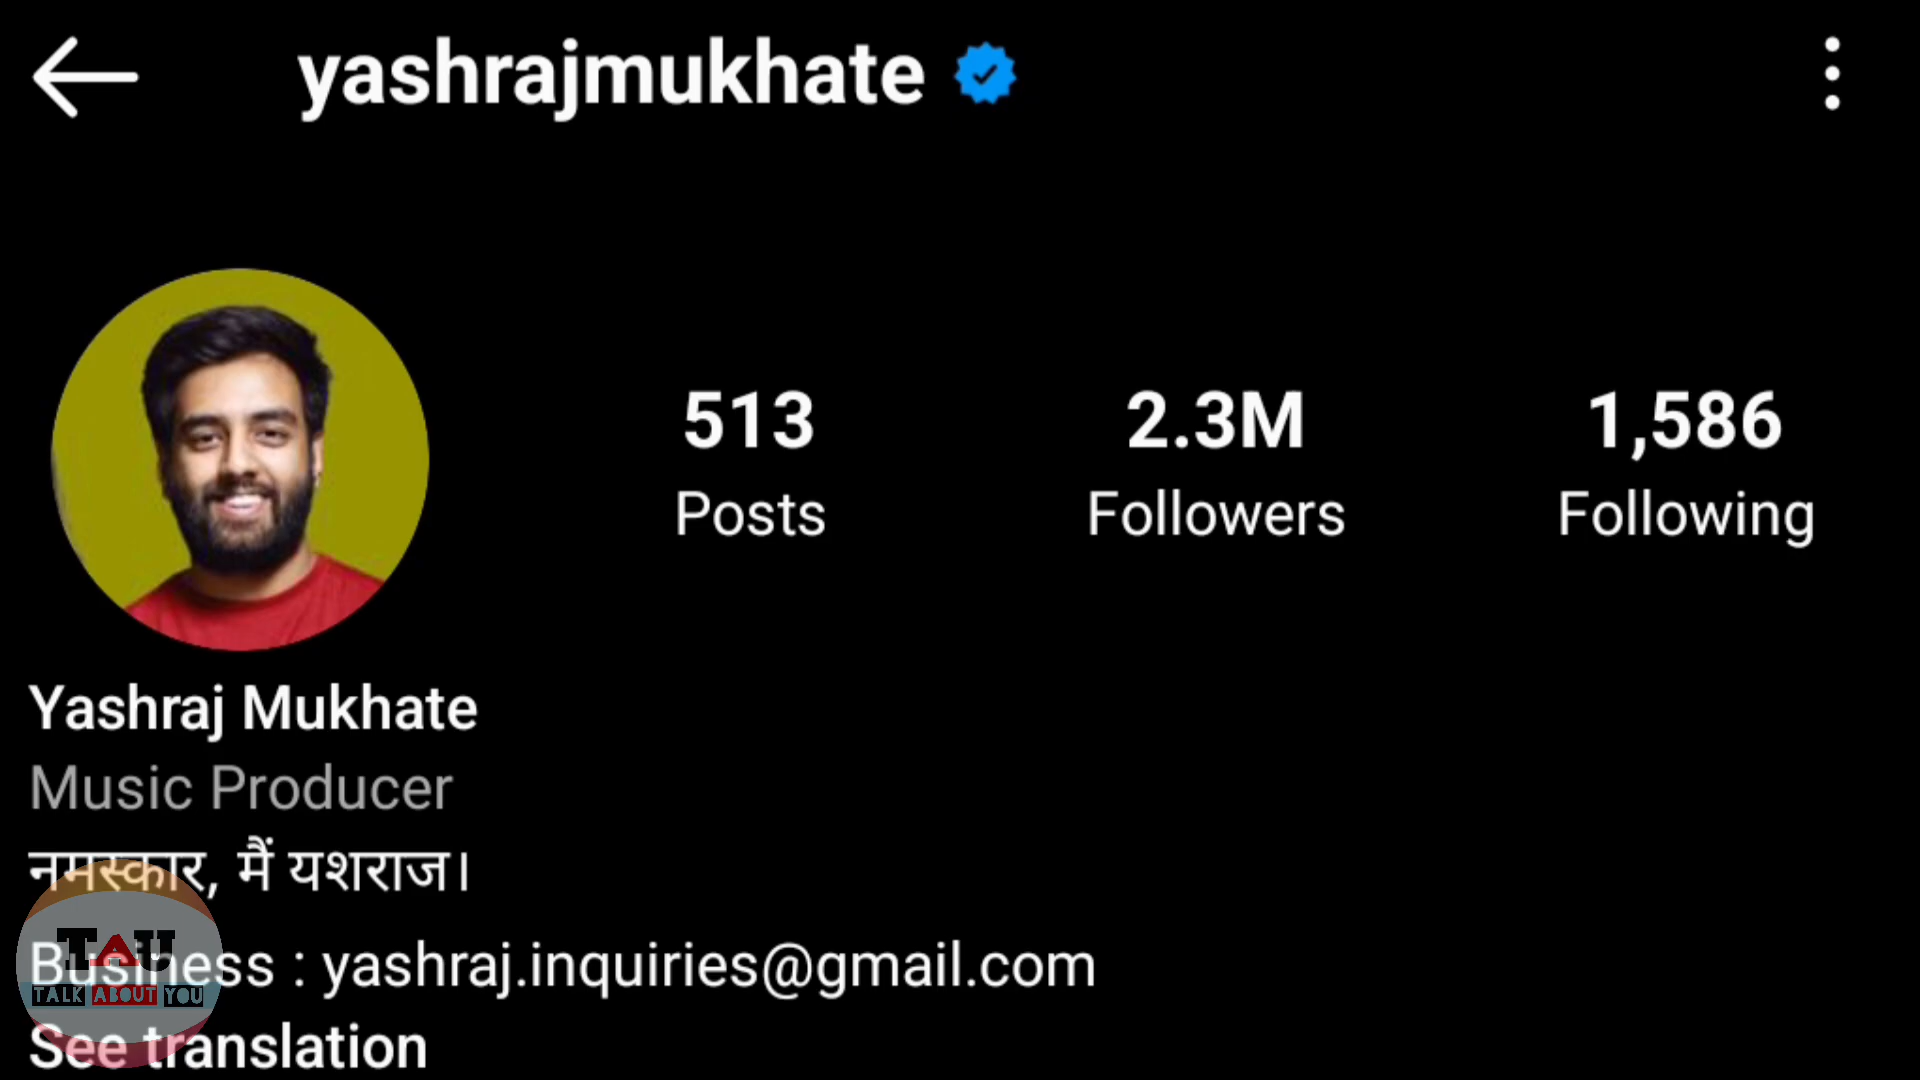 yashrajmukhate
513 2.3M 1,586
Posts Followers Following
Yashraj Mukhate
Music Producer
नमस्कार, मैं यशराज।
Business : yashraj.inquiries@gmail.com
See translation
TAU
TALK ABOUT YOU